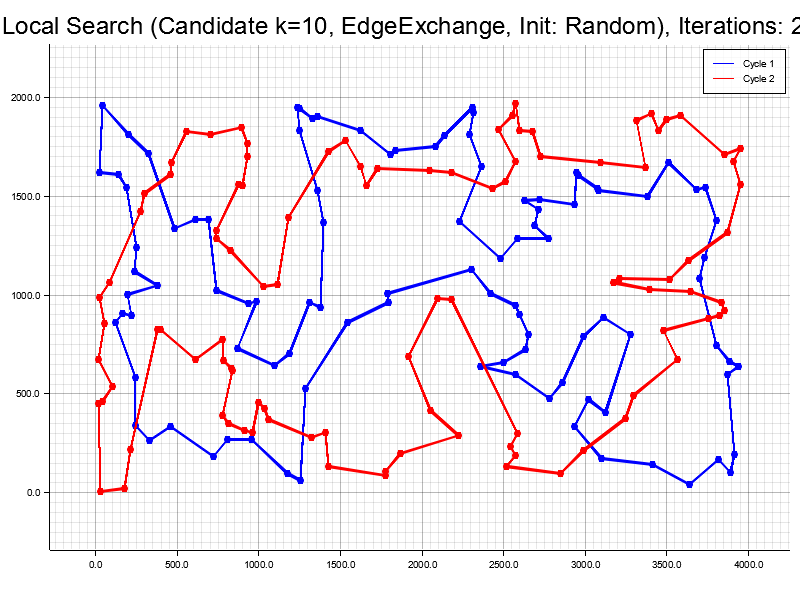 Local Search (Candidate k=10, EdgeExchange, Init: Random), Iterations: 2
Cycle 1
Cycle 2
2000.0
1500.0
1000.0
500.0
0.0
0.0 500.0 1000.0 1500.0 2000.0 2500.0 3000.0 3500.0 4000.0